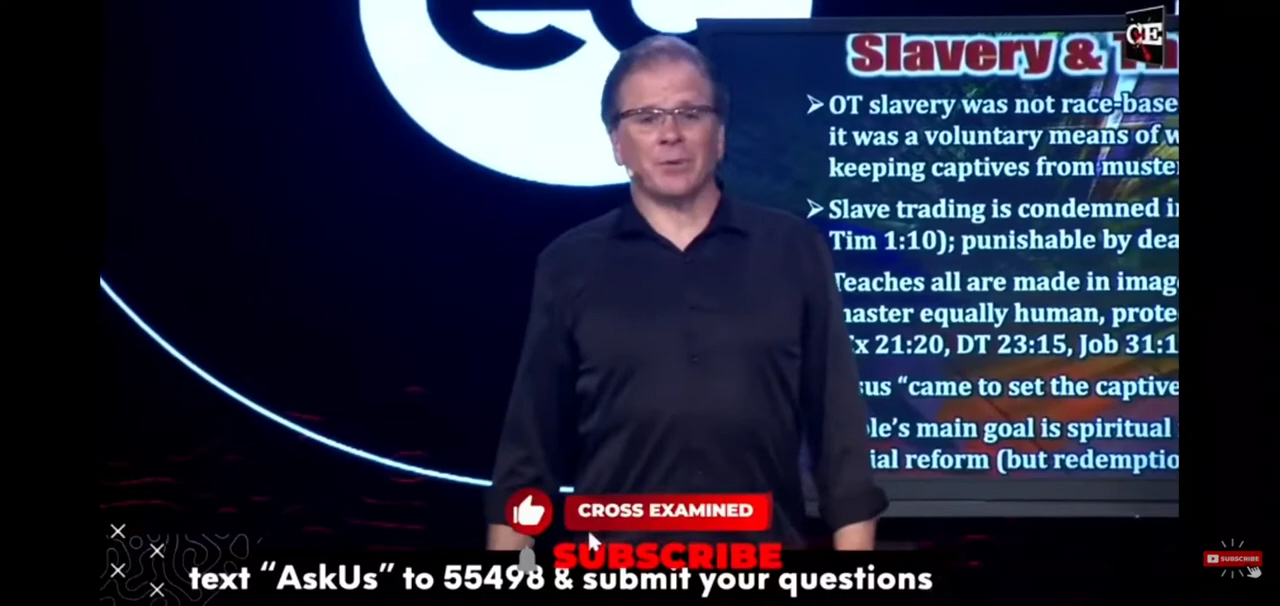 CE
Slavery &
OT slavery was not race-base
it was a voluntary means of
keeping captives from muste
Slave trading is condemned
Tim 1:10); punishable by dea
Teaches all are made in imag
master equally human, prote
Ex 21:20, DT 23:15, Job 31:1
sus “came to set the captive
le’s main goal is spiritual
ial reform (but redemptio
CROSS EXAMINED
SUBSCRIBE
text “AskUs” to 55498 & submit your questions
SUBSCRIBE